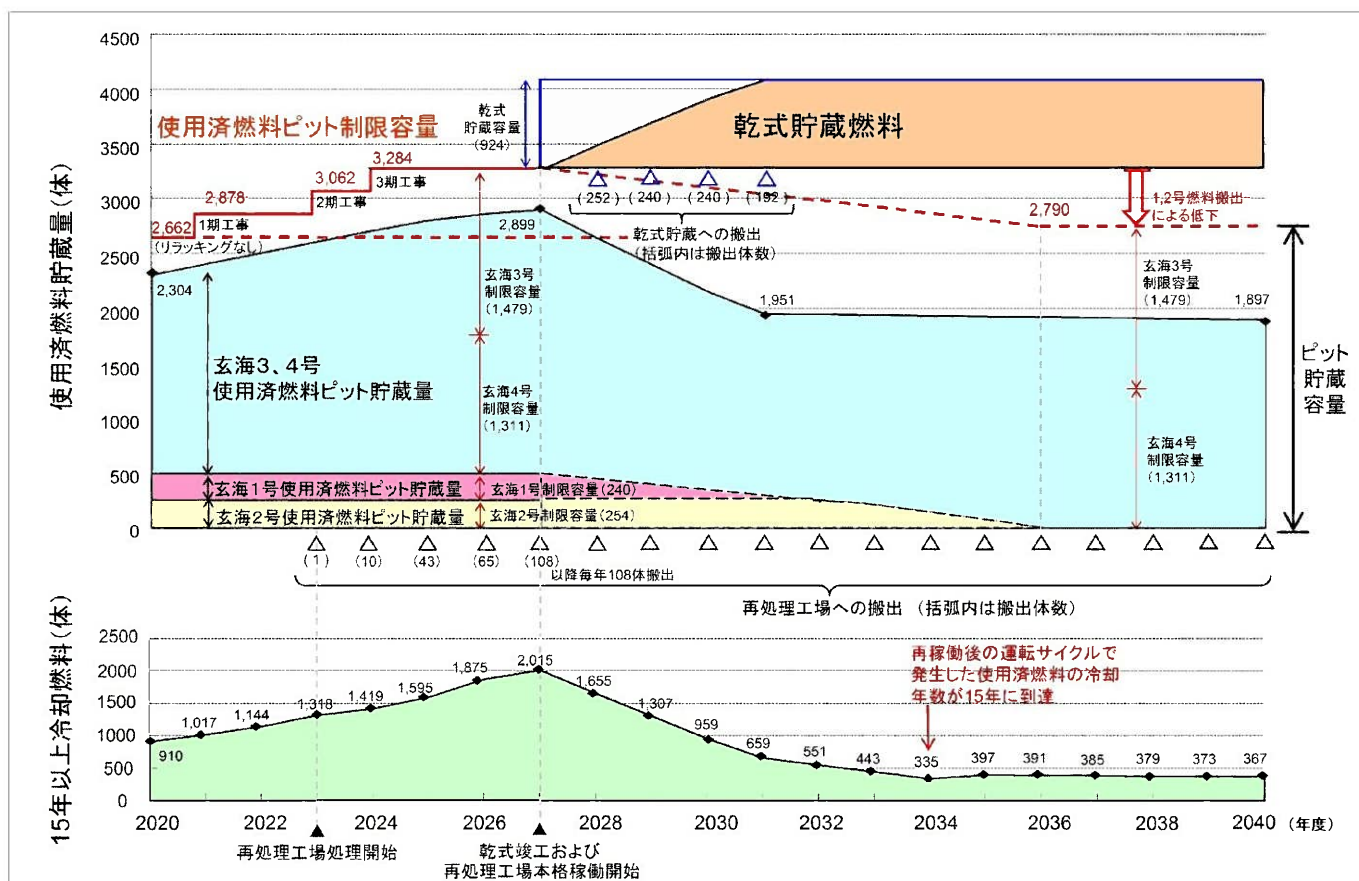 使用済燃料貯蔵量(体)
4500
4000
3500
3000
2500
2000
1500
1000
500
0
使用済燃料ピット制限容量
乾式
貯蔵容量
(924)
乾式貯蔵燃料
2,662
(リラッキングなし)
2,878
1期工事
3,062
2期工事
3,284
3期工事
2,304
2,899
(252)
(240)
(240)
(192)
乾式貯蔵への搬出
(括弧内は搬出体数)
2,790
1,2号燃料搬出
による低下
1,951
1,897
玄海3号
制限容量
(1,479)
玄海4号
制限容量
(1,311)
玄海3号
制限容量
(1,479)
玄海4号
制限容量
(1,311)
ピット
貯蔵
容量
玄海3、4号
使用済燃料ピット貯蔵量
玄海1号使用済燃料ピット貯蔵量
玄海1号制限容量(240)
玄海2号使用済燃料ピット貯蔵量
玄海2号制限容量(254)
(1)
(10)
(43)
(65)
(108)
以降毎年108体搬出
再処理工場への搬出 (括弧内は搬出体数)
15年以上冷却燃料(体)
2500
2000
1500
1000
500
0
910
1,017
1,144
1,318
1,419
1,595
1,875
2,015
1,655
1,307
959
659
551
443
335
397
391
385
379
373
367
再稼働後の運転サイクルで
発生した使用済燃料の冷却
年数が15年に到達
2020
2022
2024
2026
2028
2030
2032
2034
2036
2038
2040
(年度)
再処理工場処理開始
乾式竣工および
再処理工場本格稼働開始